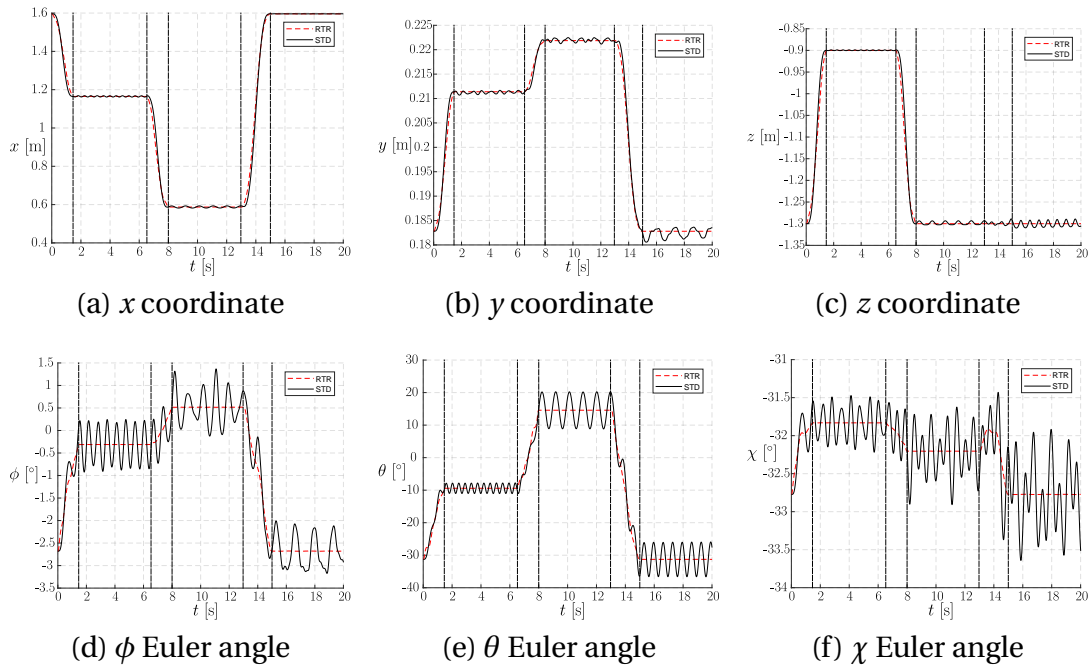 1.6
1.4
1.2
1
x [m]
0.8
0.6
0.4
0 2 4 6 8 10 12 14 16 18 20
t [s]
RTR
STD
(a) x coordinate
0.225
0.22
0.215
0.21
0.205
y [m]
0.2
0.195
0.19
0.185
0.18
0 2 4 6 8 10 12 14 16 18 20
t [s]
RTR
STD
(b) y coordinate
-0.85
-0.9
-0.95
-1
-1.05
z [m]
-1.1
-1.15
-1.2
-1.25
-1.3
-1.35
0 2 4 6 8 10 12 14 16 18 20
t [s]
RTR
STD
(c) z coordinate
1.5
1
0.5
0
-0.5
ϕ [°]
-1
-1.5
-2
-2.5
-3
-3.5
0 2 4 6 8 10 12 14 16 18 20
t [s]
RTR
STD
(d) ϕ Euler angle
30
20
10
0
θ [°]
-10
-20
-30
-40
0 2 4 6 8 10 12 14 16 18 20
t [s]
RTR
STD
(e) θ Euler angle
-31
-31.5
-32
χ [°]
-32.5
-33
-33.5
-34
0 2 4 6 8 10 12 14 16 18 20
t [s]
RTR
STD
(f) χ Euler angle